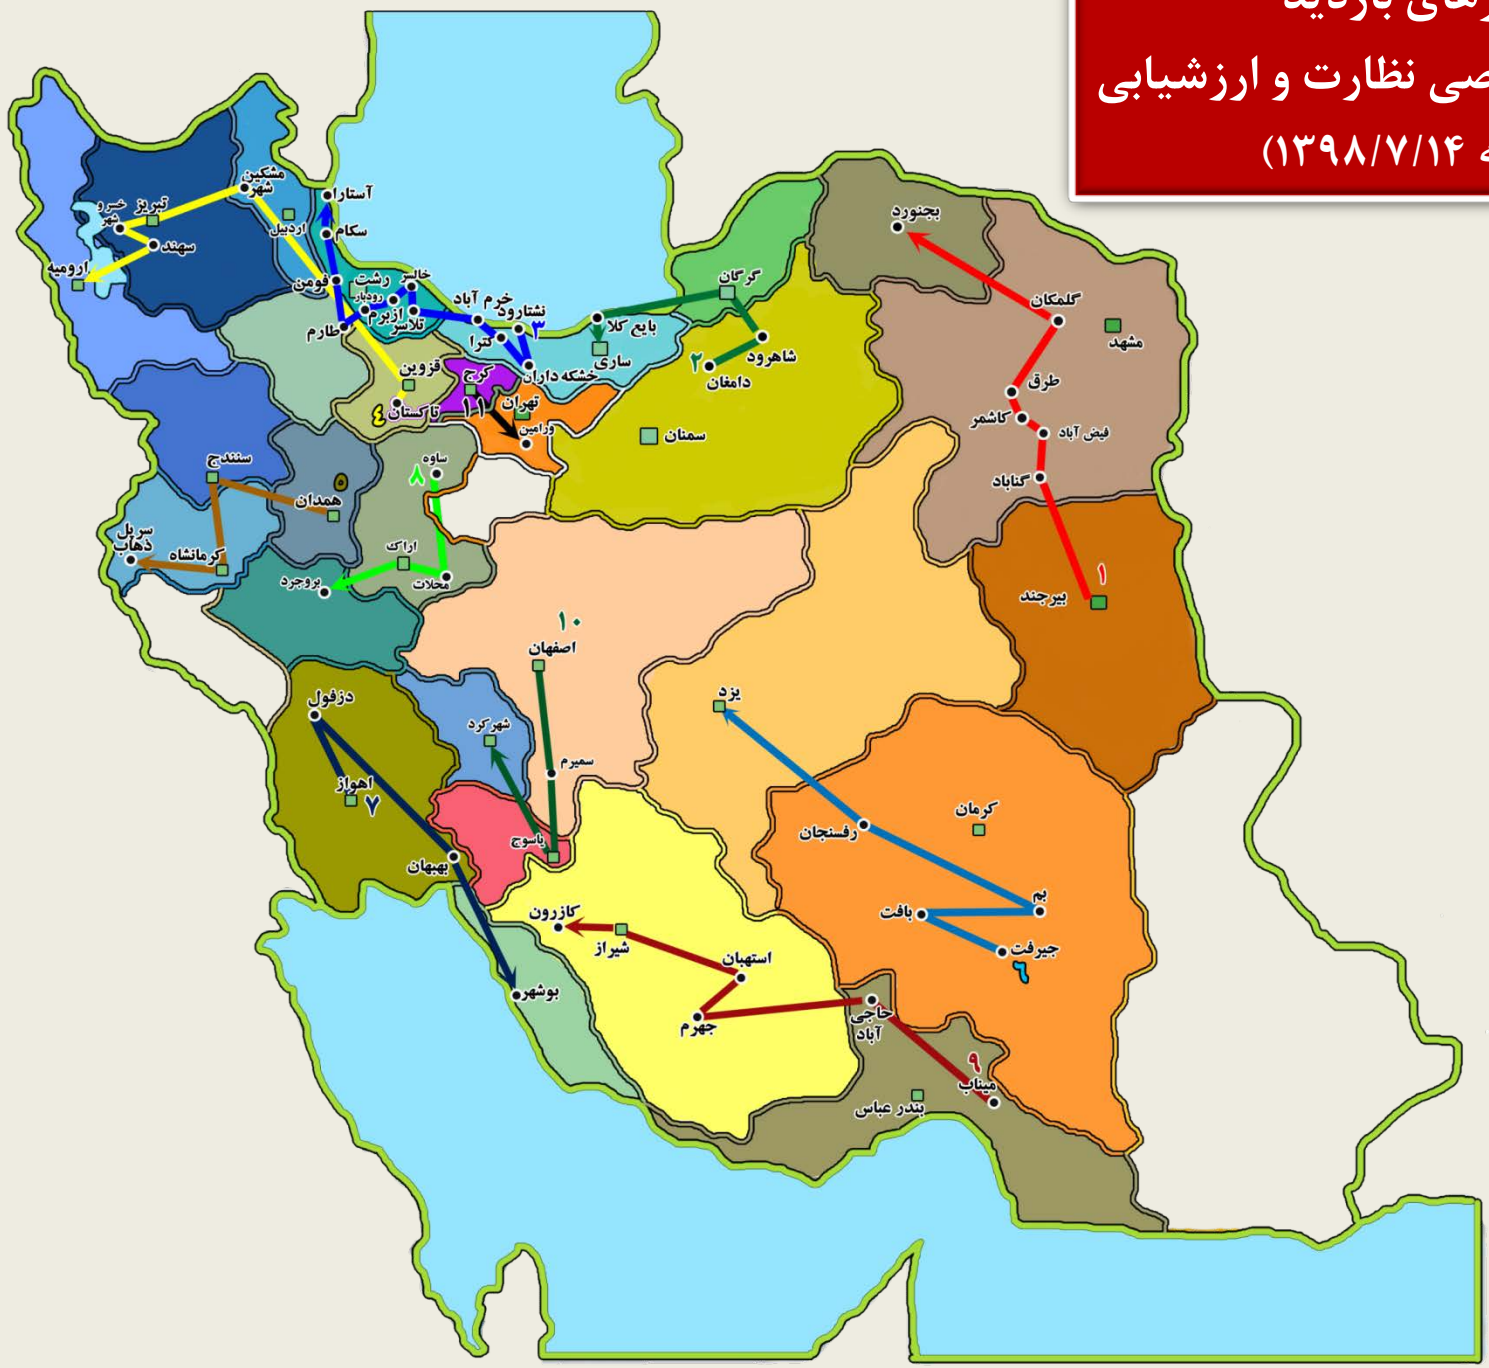 نظارت و ارزشیابی
۱۳۹۸/۷/۱۴)
بجنورد
گلمکان
مشهد
طرق
کاشمر
فیض آباد
گناباد
۱
بیرجند
گرگان
بایع کلا
ساری
شاهرود
۲
دامغان
سمنان
آستارا
سکام
فومن
رشت
رودبار
خالسر
ازبرم
تلاسر
طارم
خرم آباد
نشتارود
۳
کترا
خشکه داران
مشکین
شهر
اردبیل
تبریز
خسرو
شهر
سهند
ارومیه
قزوین
تاکستان
٤
کرج
۱۱
تهران
ورامین
سنندج
۵
همدان
کرمانشاه
سرپل
ذهاب
ساوه
۸
اراک
محلات
بروجرد
۱۰
اصفهان
سمیرم
شهرکرد
یاسوج
دزفول
اهواز
۷
بهبهان
بوشهر
یزد
رفسنجان
کرمان
بم
بافت
جیرفت
٦
کازرون
شیراز
استهبان
جهرم
حاجی
آباد
۹
میناب
بندر عباس